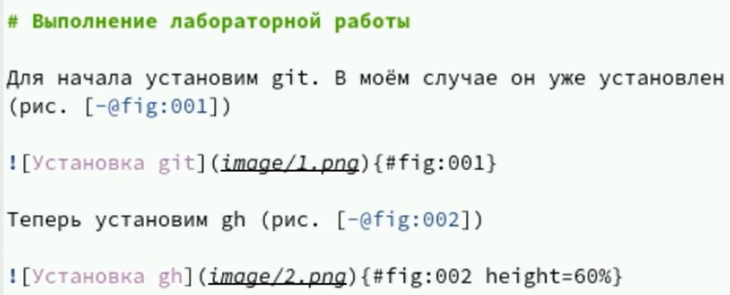 # Выполнение лабораторной работы
Для начала установим git. В моём случае он уже установлен
(рис. [-@fig:001])
![Установка git](image/1.png){#fig:001}
Теперь установим gh (рис. [-@fig:002])
![Установка gh](image/2.png){#fig:002 height=60%}